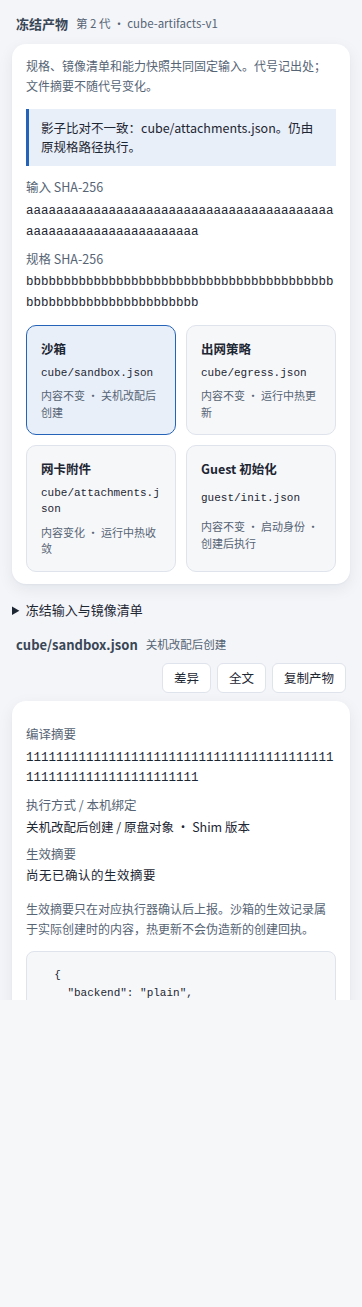 冻结产物 第 2 代 · cube-artifacts-v1
规格、镜像清单和能力快照共同固定输入。代号记出处；
文件摘要不随代号变化。
影子比对不一致：cube/attachments.json。仍由
原规格路径执行。
输入 SHA-256
aaaaaaaaaaaaaaaaaaaaaaaaaaaaaaaaaaaaaaaaa
aaaaaaaaaaaaaaaaaaaaaaa
规格 SHA-256
bbbbbbbbbbbbbbbbbbbbbbbbbbbbbbbbbbbbbbbbb
bbbbbbbbbbbbbbbbbbbbbbb
沙箱
cube/sandbox.json
内容不变 · 关机改配后
创建
出网策略
cube/egress.json
内容不变 · 运行中热更
新
网卡附件
cube/attachments.j
son
内容变化 · 运行中热收
敛
Guest 初始化
guest/init.json
内容不变 · 启动身份 ·
创建后执行
▶ 冻结输入与镜像清单
cube/sandbox.json 关机改配后创建
差异 全文 复制产物
编译摘要
11111111111111111111111111111111111111111
11111111111111111111111
执行方式 / 本机绑定
关机改配后创建 / 原盘对象 · Shim 版本
生效摘要
尚无已确认的生效摘要
生效摘要只在对应执行器确认后上报。沙箱的生效记录属
于实际创建时的内容，热更新不会伪造新的创建回执。
{
"backend": "plain",